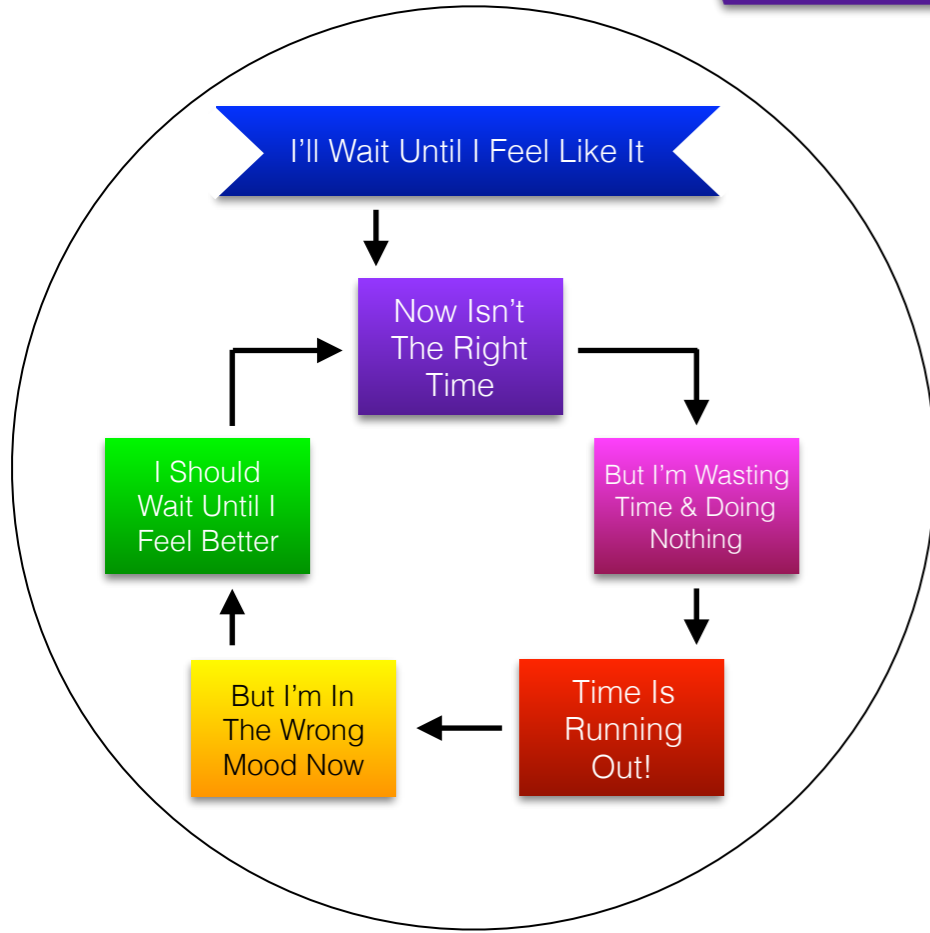 I'll Wait Until I Feel Like It
Now Isn't
The Right
Time
But I'm Wasting
Time & Doing
Nothing
Time Is
Running
Out!
But I'm In
The Wrong
Mood Now
I Should
Wait Until I
Feel Better